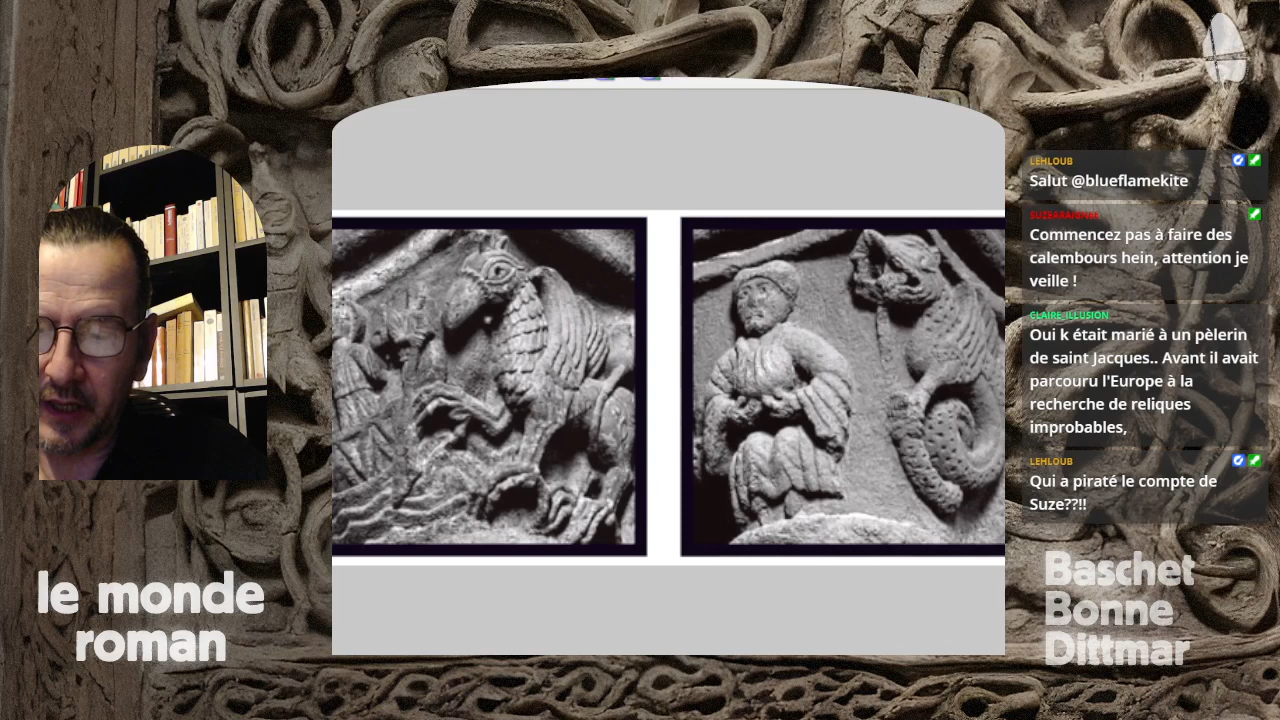 LEHLOUB
Salut @blueflamekite
SUZEARAIGNEE
Commencez pas à faire des
calembours hein, attention je
veille !
CLAIRE_ILLUSION
Oui k était marié à un pèlerin
de saint Jacques.. Avant il avait
parcouru l'Europe à la
recherche de reliques
improbables,
LEHLOUB
Qui a piraté le compte de
Suze??!!
le monde
roman
Baschet
Bonne
Dittmar